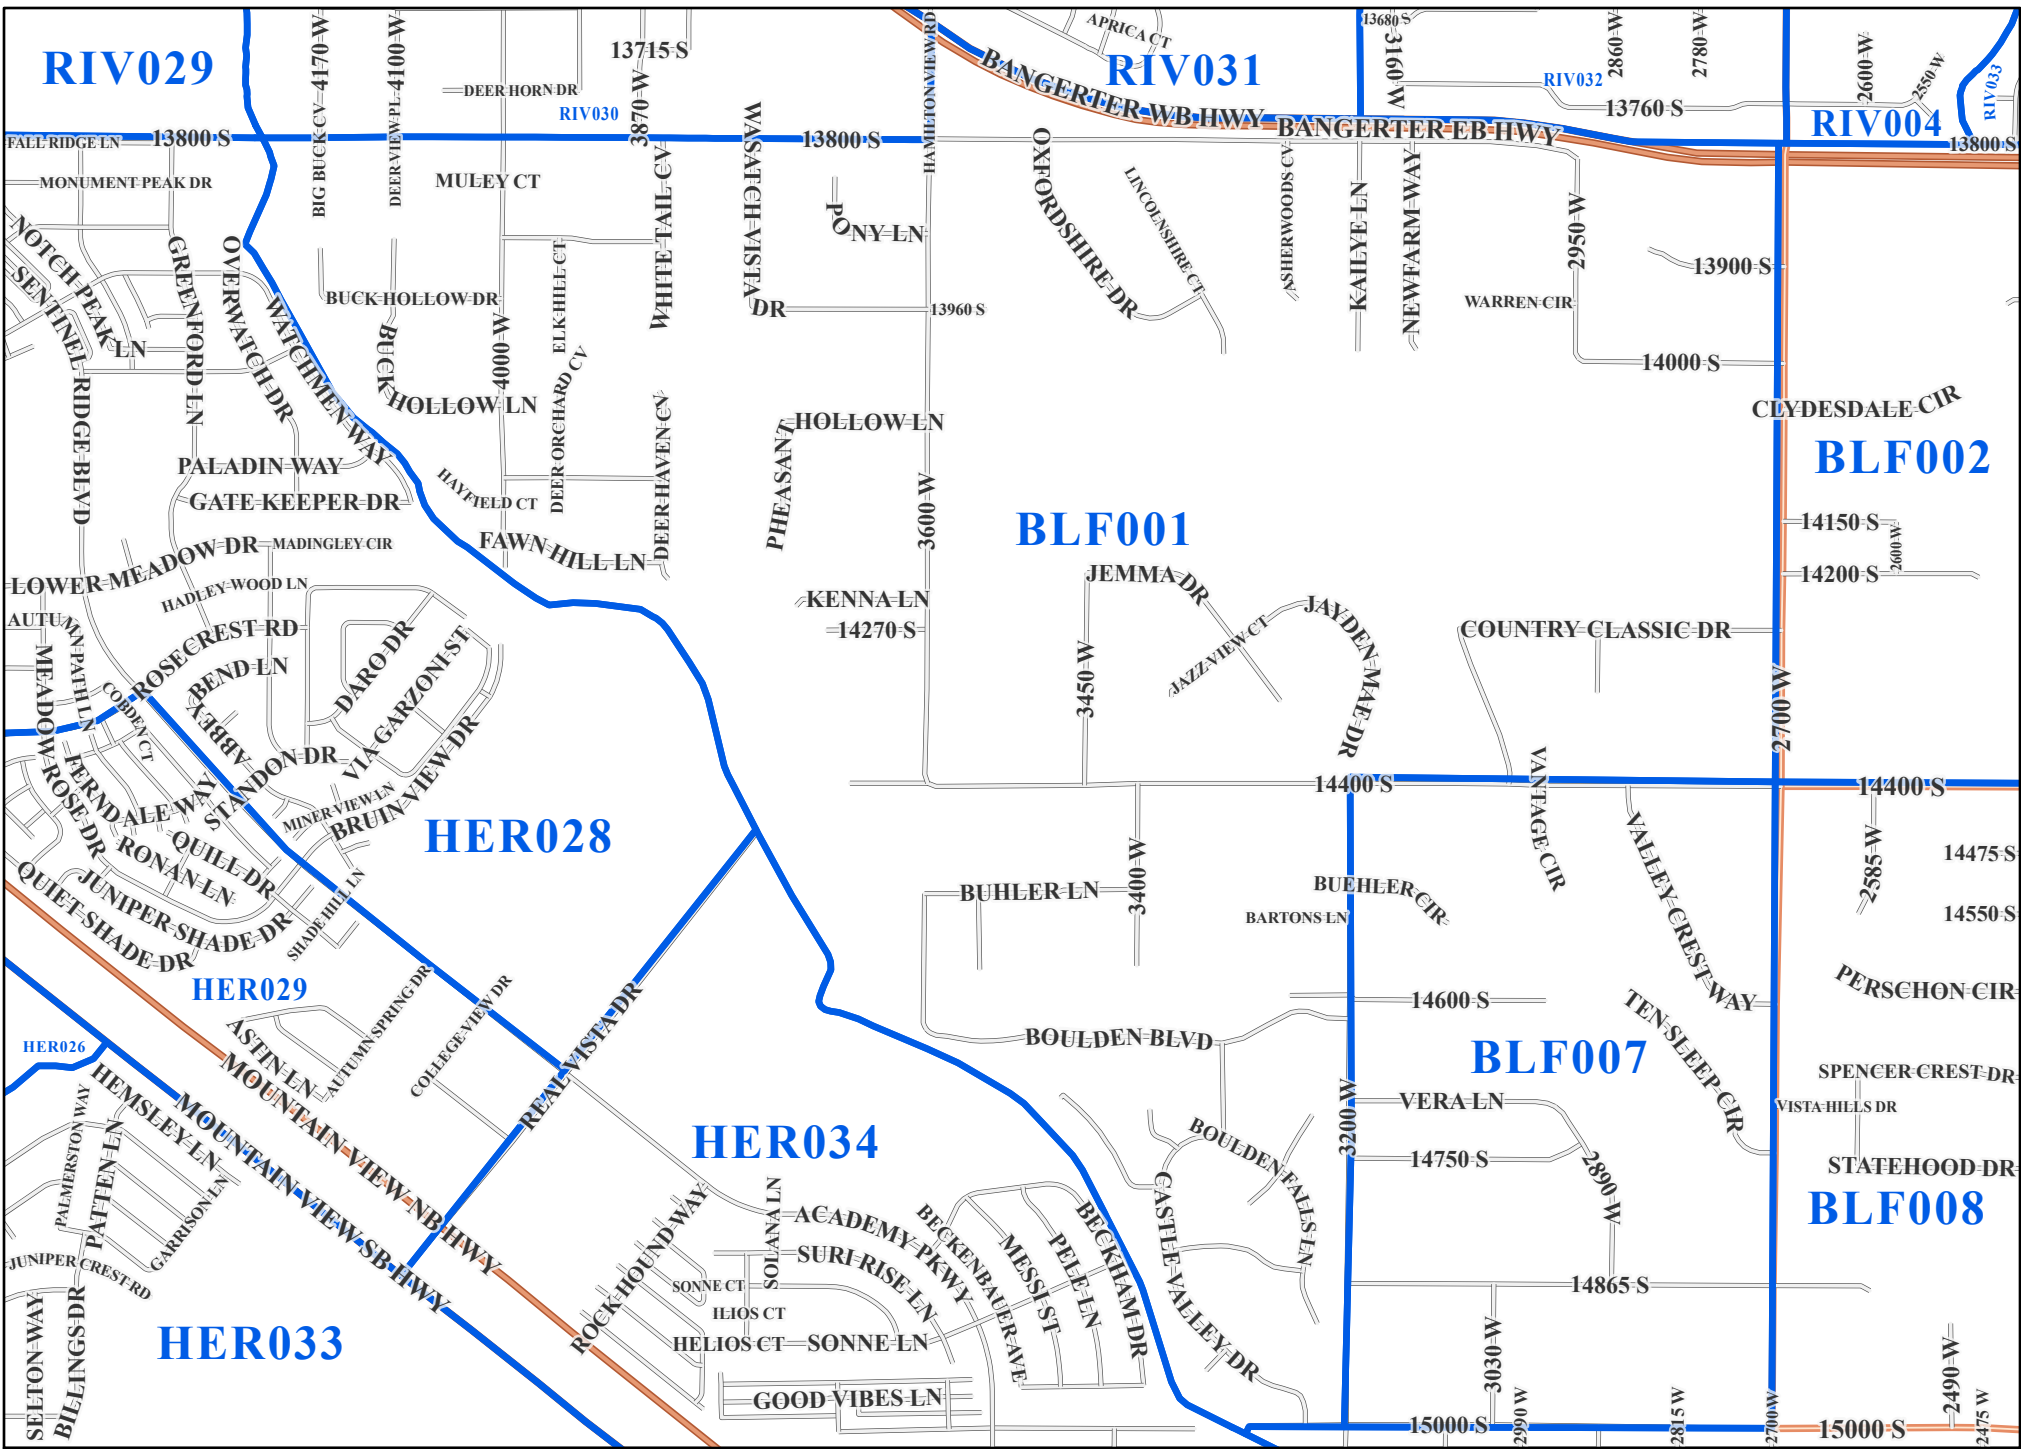 RIV029
4170 W
4100 W
13715 S
HAMILTON VIEW RD
APRICA CT
RIV031
13680 S
3160 W
2860 W
2780 W
2600 W
2550 W
RIV033
RIV032
13760 S
RIV004
DEER HORN DR
RIV030
3870 W
BANGERTER WB HWY
BANGERTER EB HWY
FALL RIDGE LN
13800 S
13800 S
13800 S
BIG BUCK CV
DEER VIEW PL
MONUMENT PEAK DR
MULEY CT
WHITE TAIL CV
WASATCH VISTA DR
PONY LN
OXFORDSHIRE DR
LINCOLNSHIRE CT
ASHERWOODS CV
KAILYE LN
NEW FARM WAY
2950 W
13900 S
WARREN CIR
14000 S
NOTCH PEAK LN
SENTINEL RIDGE BLVD
GREENFORD LN
OVERWATCH DR
WATCHMEN WAY
BUCK HOLLOW DR
BUCK HOLLOW LN
4000 W
ELK HILL CT
DEER ORCHARD CV
13960 S
CLYDESDALE CIR
BLF002
PHEASANT HOLLOW LN
DEER HAVEN CV
PALADIN WAY
GATE KEEPER DR
HAYFIELD CT
FAWN HILL LN
3600 W
BLF001
14150 S
2600 W
14200 S
LOWER MEADOW DR
MADINGLEY CIR
HADLEY WOOD LN
AUTUMN PATH LN
ROSECREST RD
BEND LN
ABBEY
DARO DR
VIA GARZONI ST
KENNA LN
14270 S
JEMMA DR
3450 W
JAZZ VIEW CT
JAYDEN MAE DR
COUNTRY CLASSIC DR
2700 W
MEADOW ROSE DR
COBDEN CT
STANDON DR
FERNDALE WAY
MINER VIEW LN
BRUIN VIEW DR
RONAN LN
QUILL DR
JUNIPER SHADE DR
QUIET SHADE DR
SHADE HILL LN
HER028
14400 S
14400 S
VANTAGE CIR
VALLEY CREST WAY
2585 W
14475 S
14550 S
3400 W
BUHLER LN
BUEHLER CIR
BARTONS LN
HER029
HER026
ASTIN LN
AUTUMN SPRING DR
COLLEGE VIEW DR
REAL VISTA DR
BOULDEN BLVD
14600 S
TEN SLEEP CIR
PERSCHON CIR
BLF007
SPENCER CREST DR
VISTA HILLS DR
MOUNTAIN VIEW NB HWY
MOUNTAIN VIEW SB HWY
HEMSLEY LN
PALMERSTON WAY
PATTEN LN
GARRISON LN
HER034
VERA LN
3200 W
14750 S
2890 W
STATEHOOD DR
BLF008
BOULDEN FALLS LN
CASTLE VALLEY DR
JUNIPER CREST RD
SELTON WAY
BILLINGS DR
HER033
ROCK HOUND WAY
SOLANA LN
ACADEMY PKWY
SURI RISE LN
SONNE CT
ILIOS CT
HELIOS CT
SONNE LN
BECKENBAUER AVE
MESSI ST
PELE LN
BECKHAM DR
14865 S
GOOD VIBES LN
3030 W
2990 W
15000 S
2815 W
2700 W
15000 S
2490 W
2475 W